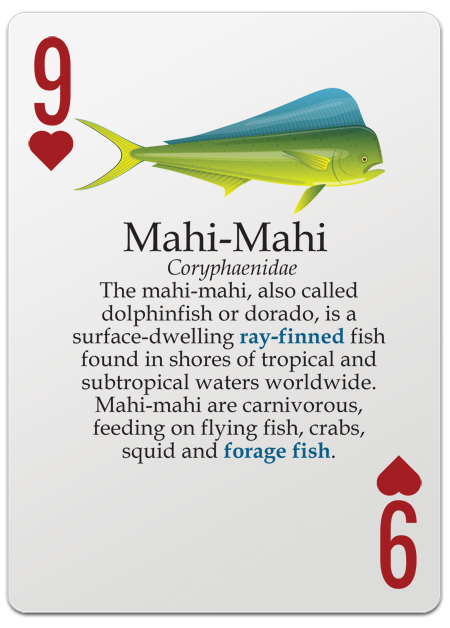 9
Mahi-Mahi
Coryphaenidae
The mahi-mahi, also called
dolphinfish or dorado, is a
surface-dwelling ray-finned fish
found in shores of tropical and
subtropical waters worldwide.
Mahi-mahi are carnivorous,
feeding on flying fish, crabs,
squid and forage fish.
9